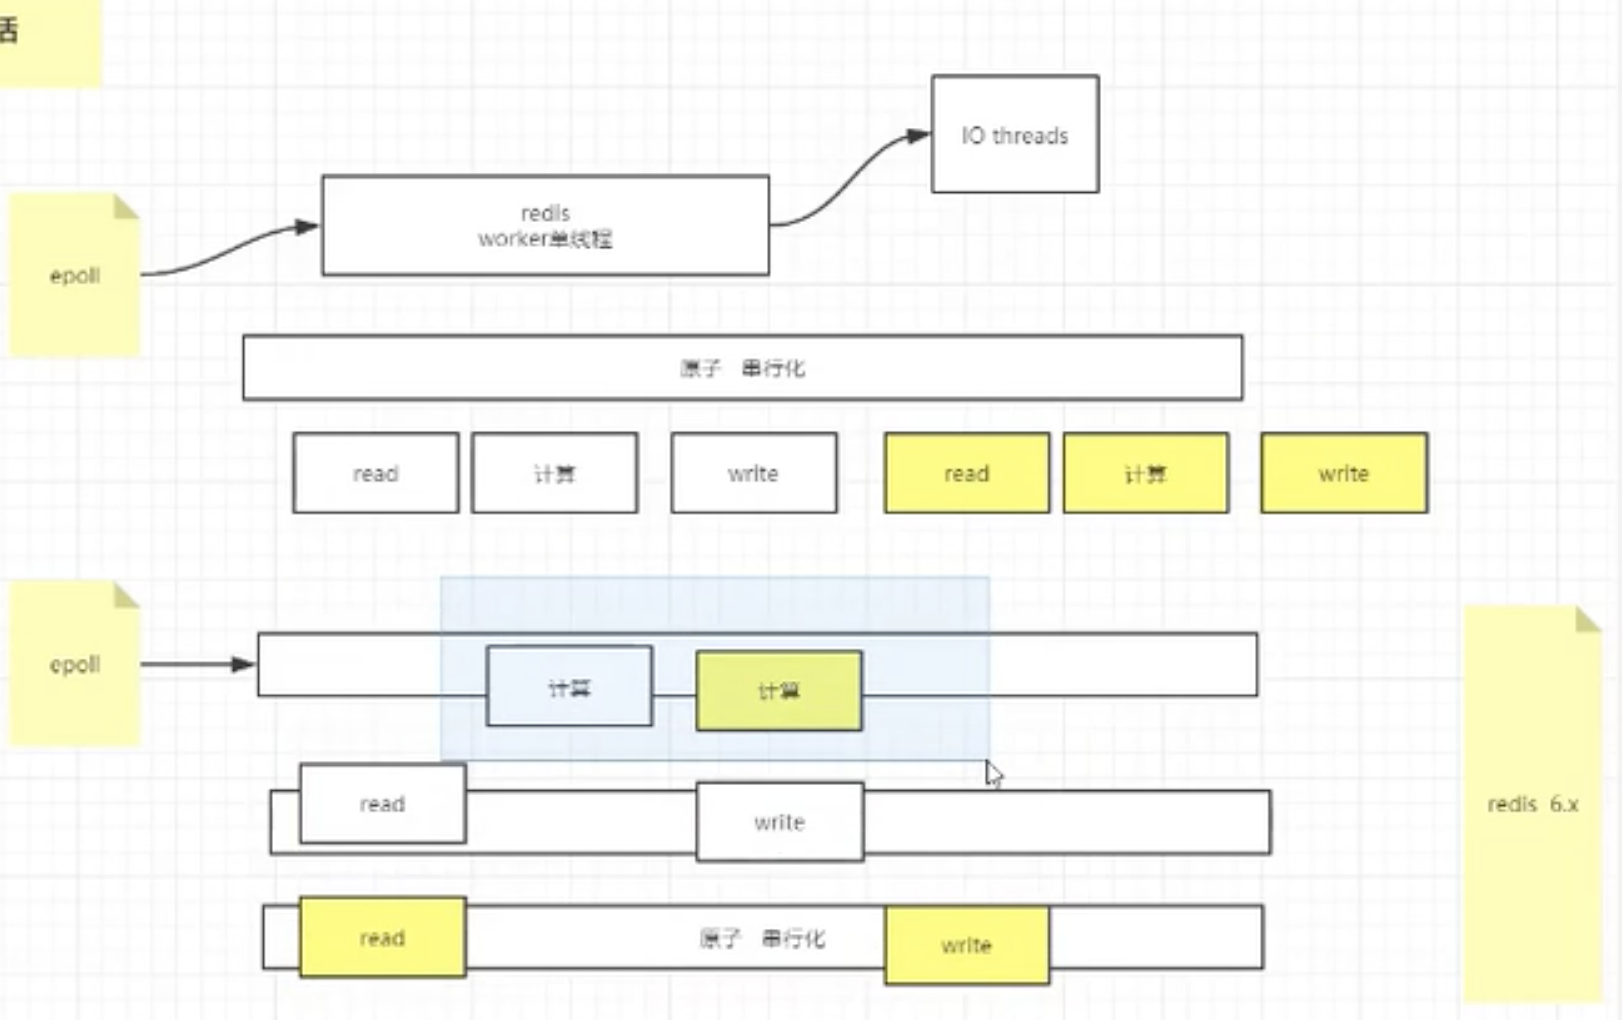 活
IO threads
redis
worker单线程
epoll
原子 串行化
read
计算
write
read
计算
write
epoll
计算
计算
read
write
redis 6.x
read
原子 串行化
write